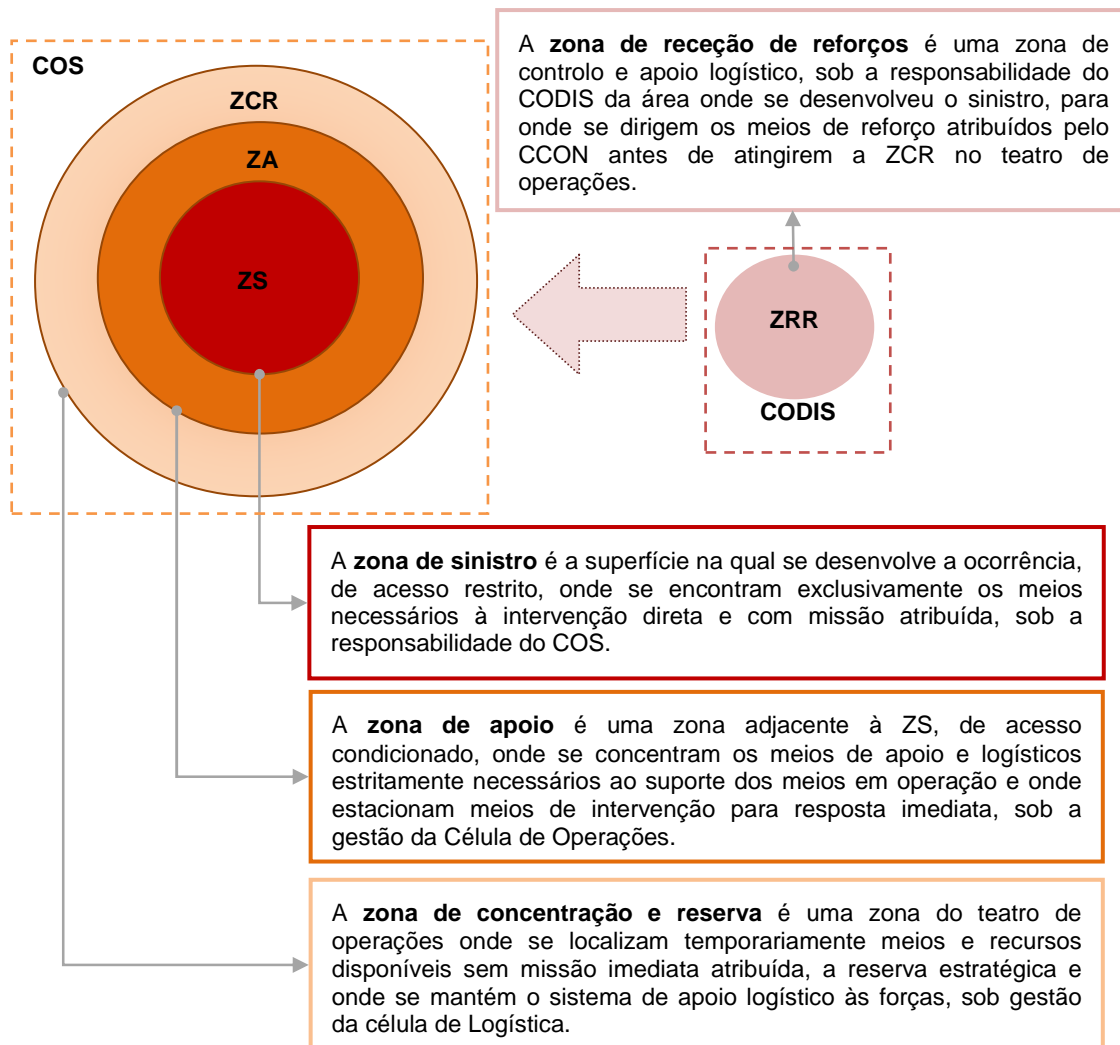 COS
ZCR
ZA
ZS
A zona de receção de reforços é uma zona de
controlo e apoio logístico, sob a responsabilidade do
CODIS da área onde se desenvolveu o sinistro, para
onde se dirigem os meios de reforço atribuídos pelo
CCON antes de atingirem a ZCR no teatro de
operações.
ZRR
CODIS
A zona de sinistro é a superfície na qual se desenvolve a ocorrência,
de acesso restrito, onde se encontram exclusivamente os meios
necessários à intervenção direta e com missão atribuída, sob a
responsabilidade do COS.
A zona de apoio é uma zona adjacente à ZS, de acesso
condicionado, onde se concentram os meios de apoio e logísticos
estritamente necessários ao suporte dos meios em operação e onde
estacionam meios de intervenção para resposta imediata, sob a
gestão da Célula de Operações.
A zona de concentração e reserva é uma zona do teatro de
operações onde se localizam temporariamente meios e recursos
disponíveis sem missão imediata atribuída, a reserva estratégica e
onde se mantém o sistema de apoio logístico às forças, sob gestão
da célula de Logística.